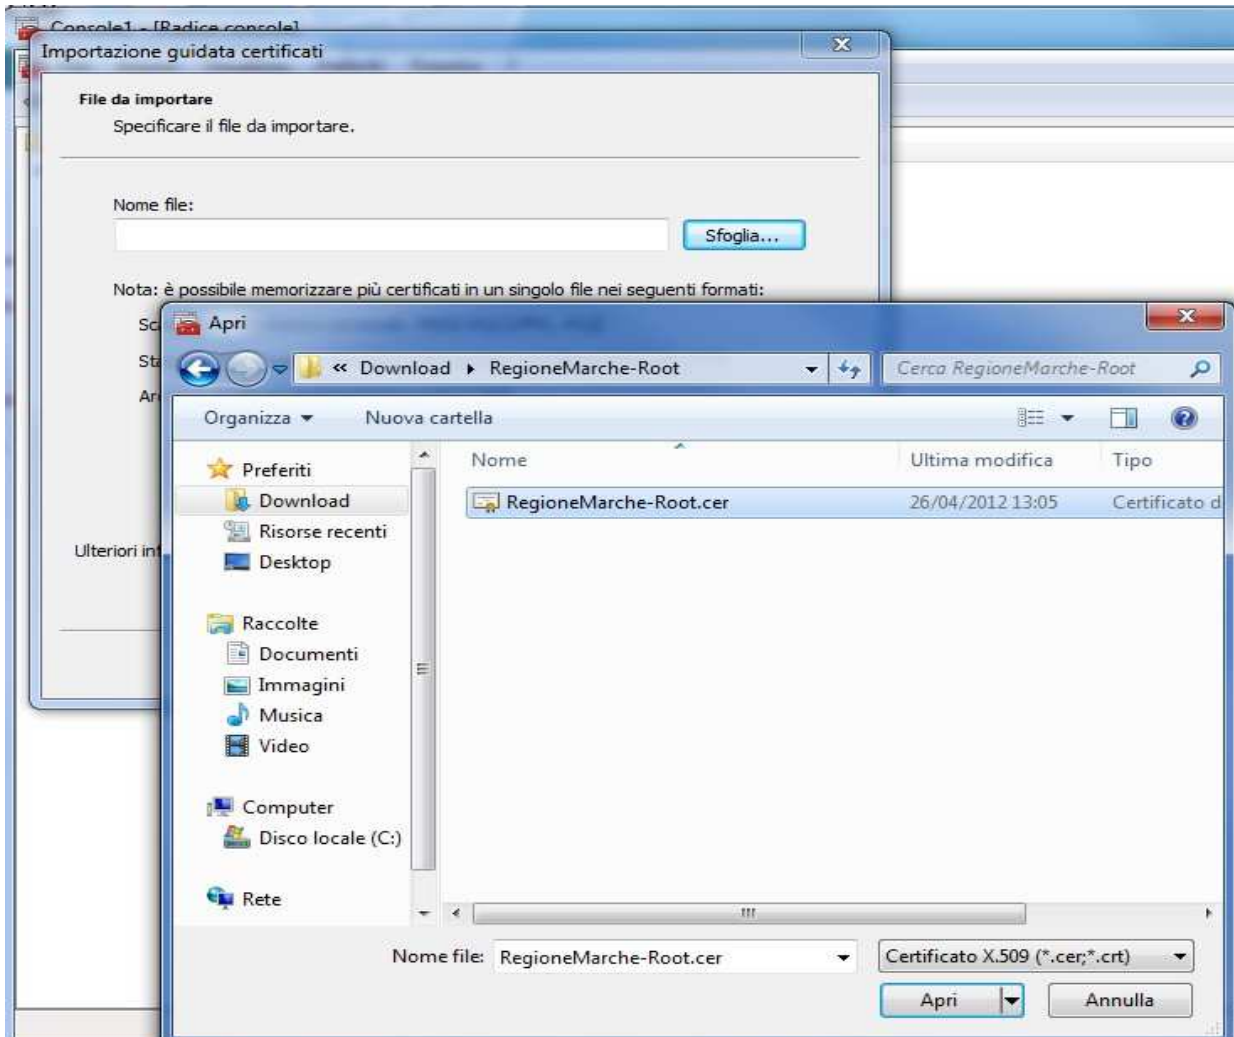 Console1 - [Radice console]
Importazione guidata certificati
File da importare
Specificare il file da importare.
Nome file:
Sfoglia...
Nota: è possibile memorizzare più certificati in un singolo file nei seguenti formati:
Apri
« Download ▸ RegioneMarche-Root
Cerca RegioneMarche-Root
Organizza
Nuova cartella
Nome
Ultima modifica
Tipo
Preferiti
Download
Risorse recenti
Desktop
RegioneMarche-Root.cer 26/04/2012 13:05 Certificato d
Ulteriori
Raccolte
Documenti
Immagini
Musica
Video
Computer
Disco locale (C:)
Rete
Nome file: RegioneMarche-Root.cer
Certificato X.509 (*.cer;*.crt)
Apri
Annulla